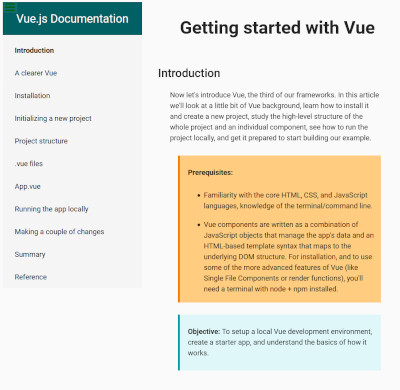 Vue.js Documentation
Introduction
A clearer Vue
Installation
Initializing a new project
Project structure
.vue files
App.vue
Running the app locally
Making a couple of changes
Summary
Reference
Getting started with Vue
Introduction
Now let's introduce Vue, the third of our frameworks. In this article
we'll look at a little bit of Vue background, learn how to install it
and create a new project, study the high-level structure of the
whole project and an individual component, see how to run the
project locally, and get it prepared to start building our example.
Prerequisites:
• Familiarity with the core HTML, CSS, and JavaScript
languages, knowledge of the terminal/command line.
• Vue components are written as a combination of
JavaScript objects that manage the app's data and an
HTML-based template syntax that maps to the
underlying DOM structure. For installation, and to use
some of the more advanced features of Vue (like
Single File Components or render functions), you'll
need a terminal with node + npm installed.
Objective: To setup a local Vue development environment,
create a starter app, and understand the basics of how it
works.